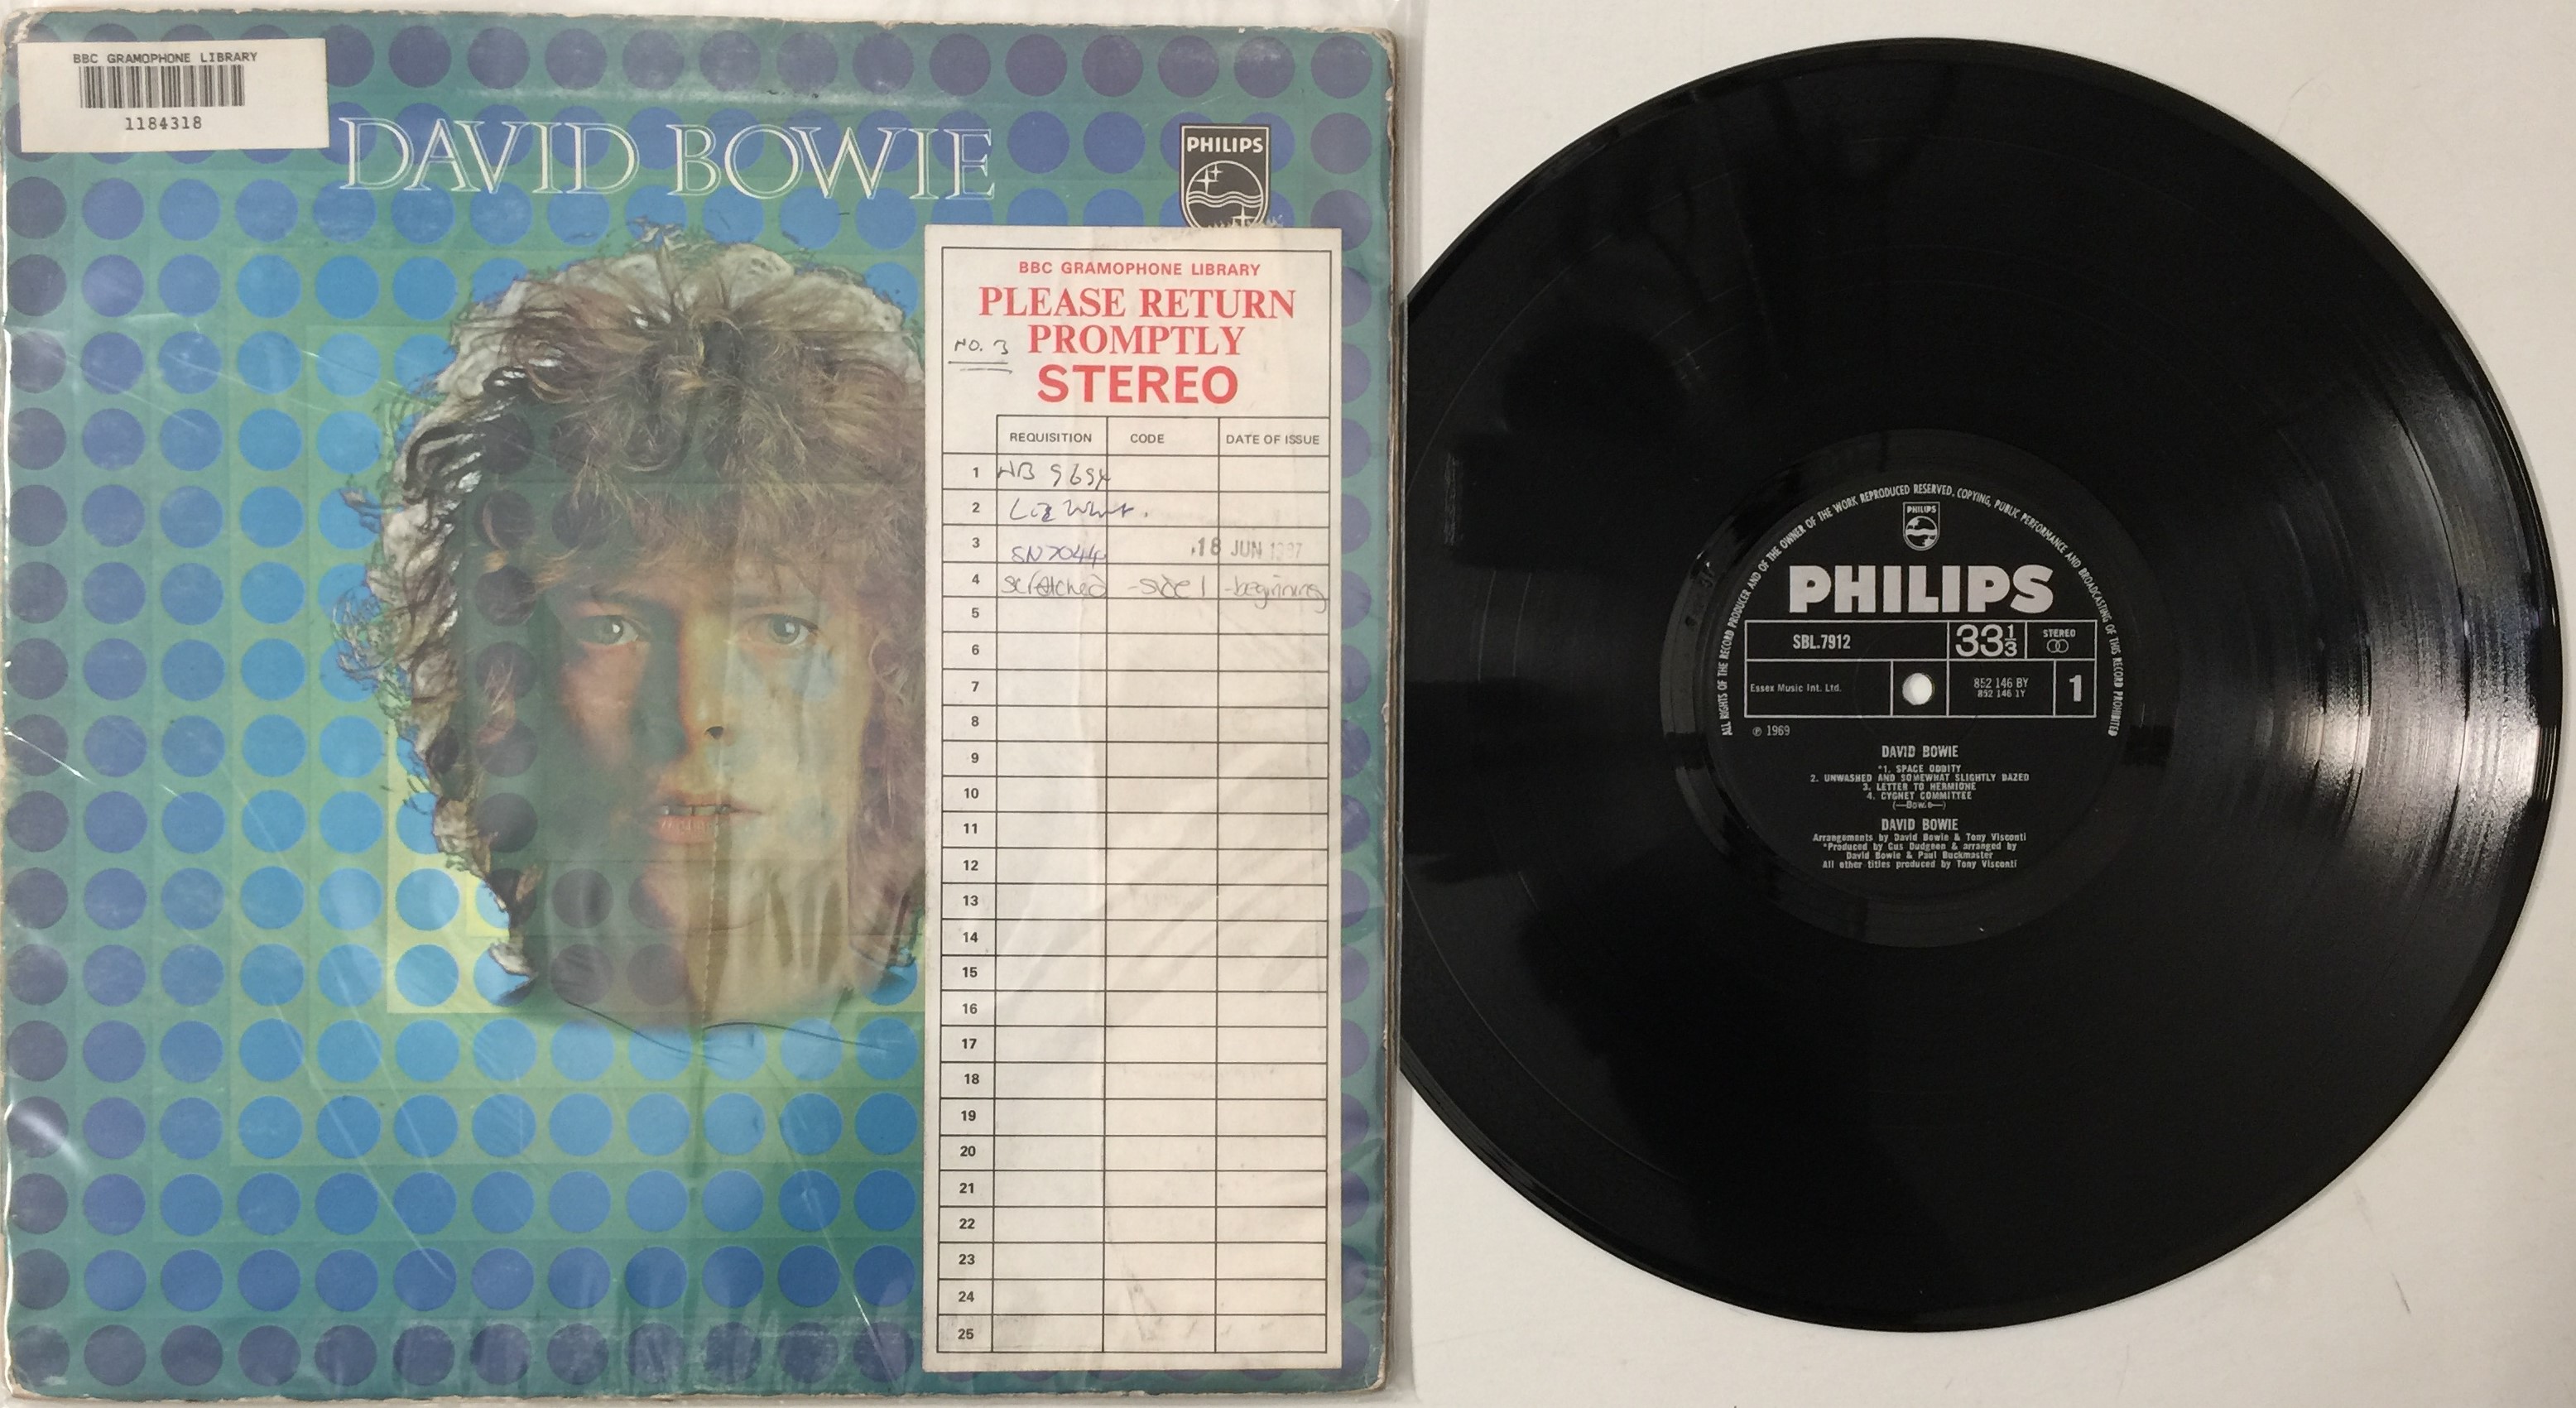 BBC GRAMOPHONE LIBRARY
1184318
DAVID BOWIE
PHILIPS
BBC GRAMOPHONE LIBRARY
PLEASE RETURN
NO. 3 PROMPTLY
STEREO
REQUISITION CODE DATE OF ISSUE
1
2
3 SN7044 18 JUN
4 scratched - side 1 - beginning
5
6
7
8
9
10
11
12
13
14
15
16
17
18
19
20
21
22
23
24
25
ALL RIGHTS OF THE RECORD PRODUCER AND OF THE OWNER OF THE WORK REPRODUCED RESERVED. COPYING, PUBLIC PERFORMANCE AND BROADCASTING OF THIS RECORD PROHIBITED
PHILIPS
PHILIPS
SBL.7912 33 1/3 STEREO
Essex Music Int. Ltd. 852 146 BY 1
852 146 1Y
℗ 1969
DAVID BOWIE
*1. SPACE ODDITY
2. UNWASHED AND SOMEWHAT SLIGHTLY DAZED
3. LETTER TO HERMIONE
4. CYGNET COMMITTEE
(—Bowie—)
DAVID BOWIE
Arrangements by David Bowie & Tony Visconti
*Produced by Gus Dudgeon & arranged by
David Bowie & Paul Buckmaster
All other titles produced by Tony Visconti